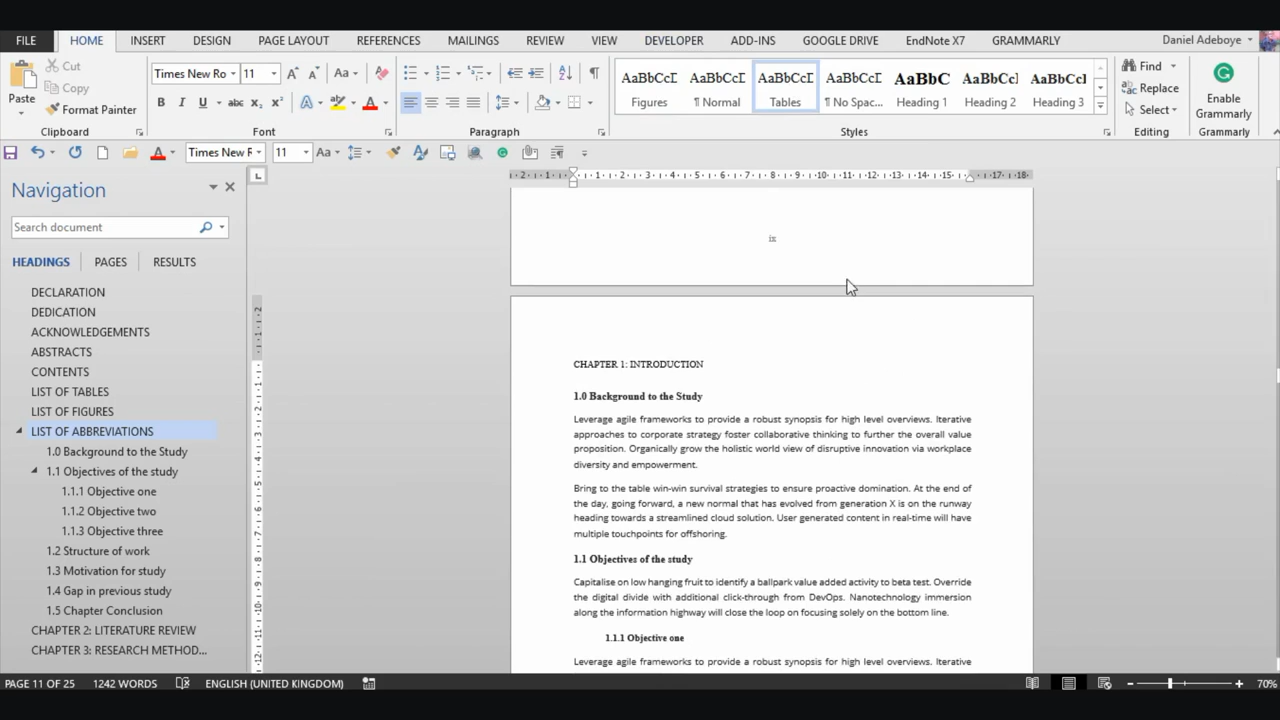 FILE HOME INSERT DESIGN PAGE LAYOUT REFERENCES MAILINGS REVIEW VIEW DEVELOPER ADD-INS GOOGLE DRIVE EndNote X7 GRAMMARLY Daniel Adeboye
Paste
Cut
Copy
Format Painter
Clipboard
Times New Ro 11
Font
Paragraph
AaBbCcD AaBbCcD AaBbCcD AaBbCcD AaBbC AaBbCcl AaBbCcl
Figures ¶ Normal Tables ¶ No Spac... Heading 1 Heading 2 Heading 3
Styles
Find
Replace
Select
Editing
Enable
Grammarly
Grammarly
Times New R 11
Navigation
Search document
HEADINGS PAGES RESULTS
DECLARATION
DEDICATION
ACKNOWLEDGEMENTS
ABSTRACTS
CONTENTS
LIST OF TABLES
LIST OF FIGURES
LIST OF ABBREVIATIONS
1.0 Background to the Study
1.1 Objectives of the study
1.1.1 Objective one
1.1.2 Objective two
1.1.3 Objective three
1.2 Structure of work
1.3 Motivation for study
1.4 Gap in previous study
1.5 Chapter Conclusion
CHAPTER 2: LITERATURE REVIEW
CHAPTER 3: RESEARCH METHOD...
ix
CHAPTER 1: INTRODUCTION
1.0 Background to the Study
Leverage agile frameworks to provide a robust synopsis for high level overviews. Iterative
approaches to corporate strategy foster collaborative thinking to further the overall value
proposition. Organically grow the holistic world view of disruptive innovation via workplace
diversity and empowerment.
Bring to the table win-win survival strategies to ensure proactive domination. At the end of
the day, going forward, a new normal that has evolved from generation X is on the runway
heading towards a streamlined cloud solution. User generated content in real-time will have
multiple touchpoints for offshoring.
1.1 Objectives of the study
Capitalise on low hanging fruit to identify a ballpark value added activity to beta test. Override
the digital divide with additional click-through from DevOps. Nanotechnology immersion
along the information highway will close the loop on focusing solely on the bottom line.
1.1.1 Objective one
Leverage agile frameworks to provide a robust synopsis for high level overviews. Iterative
PAGE 11 OF 25 1242 WORDS ENGLISH (UNITED KINGDOM) 70%